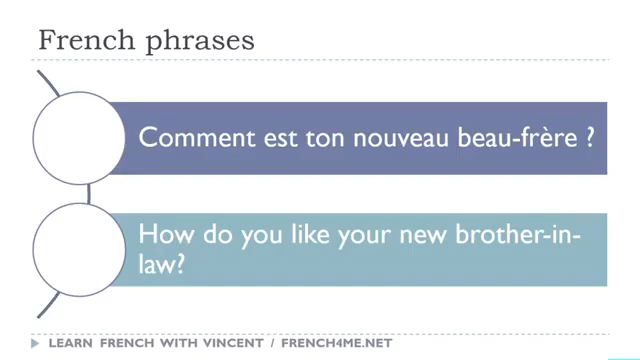 French phrases
Comment est ton nouveau beau-frère ?
How do you like your new brother-in-
law?
LEARN FRENCH WITH VINCENT / FRENCH4ME.NET